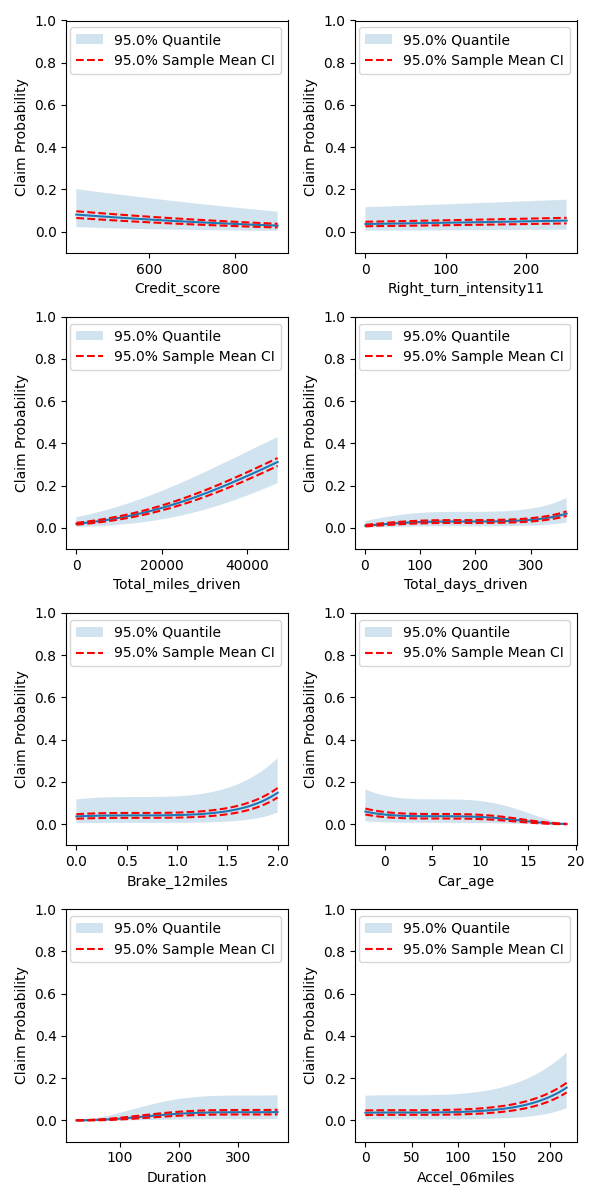 1.0
0.8
0.6
0.4
0.2
0.0
Claim Probability
95.0% Quantile
95.0% Sample Mean CI
600 800
Credit_score
1.0
0.8
0.6
0.4
0.2
0.0
Claim Probability
95.0% Quantile
95.0% Sample Mean CI
0 100 200
Right_turn_intensity11
1.0
0.8
0.6
0.4
0.2
0.0
Claim Probability
95.0% Quantile
95.0% Sample Mean CI
0 20000 40000
Total_miles_driven
1.0
0.8
0.6
0.4
0.2
0.0
Claim Probability
95.0% Quantile
95.0% Sample Mean CI
0 100 200 300
Total_days_driven
1.0
0.8
0.6
0.4
0.2
0.0
Claim Probability
95.0% Quantile
95.0% Sample Mean CI
0.0 0.5 1.0 1.5 2.0
Brake_12miles
1.0
0.8
0.6
0.4
0.2
0.0
Claim Probability
95.0% Quantile
95.0% Sample Mean CI
0 5 10 15 20
Car_age
1.0
0.8
0.6
0.4
0.2
0.0
Claim Probability
95.0% Quantile
95.0% Sample Mean CI
100 200 300
Duration
1.0
0.8
0.6
0.4
0.2
0.0
Claim Probability
95.0% Quantile
95.0% Sample Mean CI
0 50 100 150 200
Accel_06miles